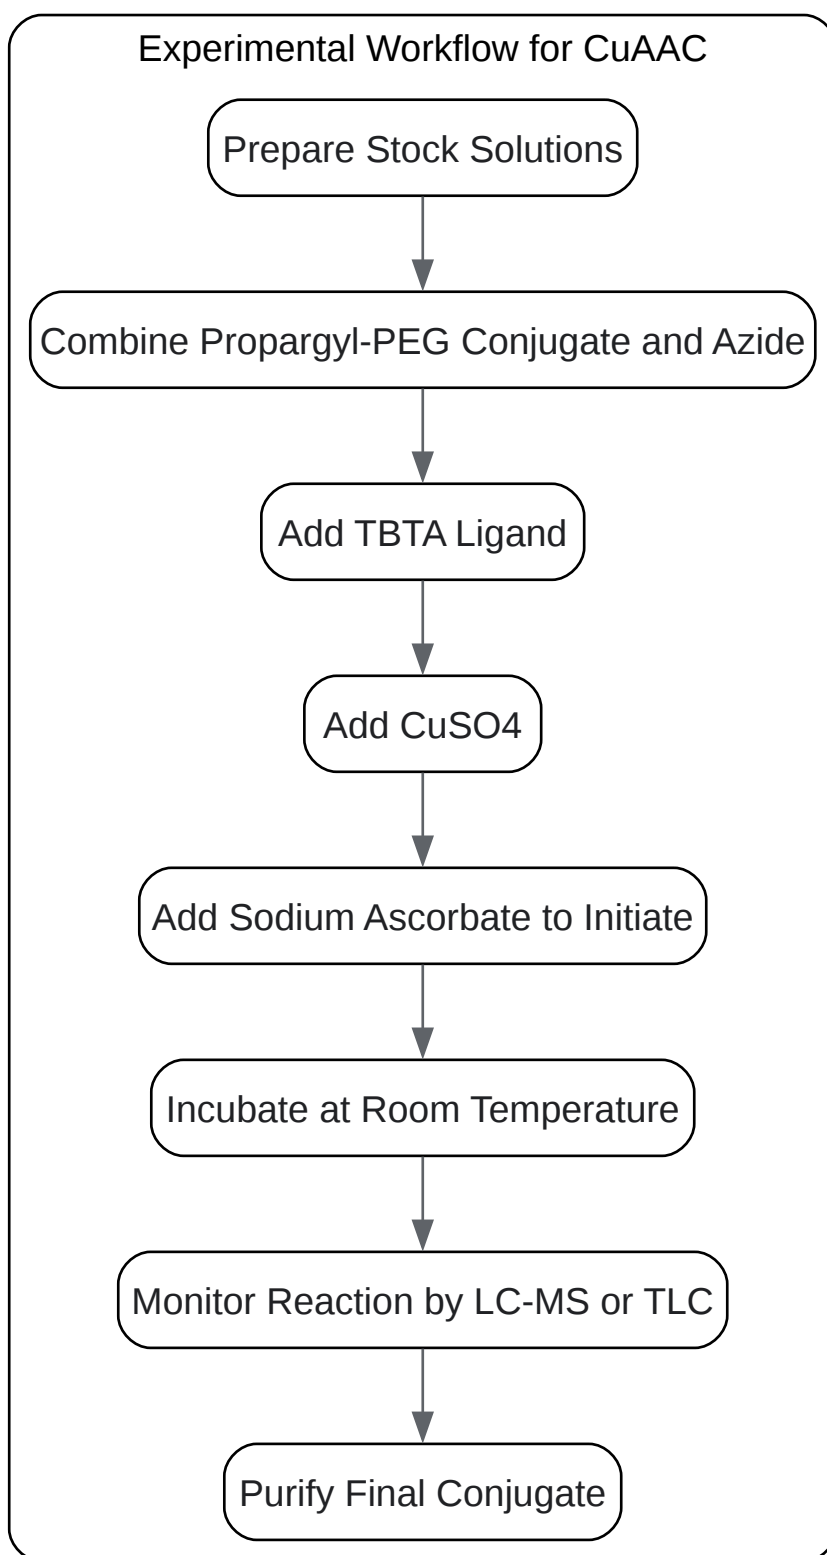 Experimental Workflow for CuAAC
Prepare Stock Solutions
Combine Propargyl-PEG Conjugate and Azide
Add TBTA Ligand
Add CuSO4
Add Sodium Ascorbate to Initiate
Incubate at Room Temperature
Monitor Reaction by LC-MS or TLC
Purify Final Conjugate